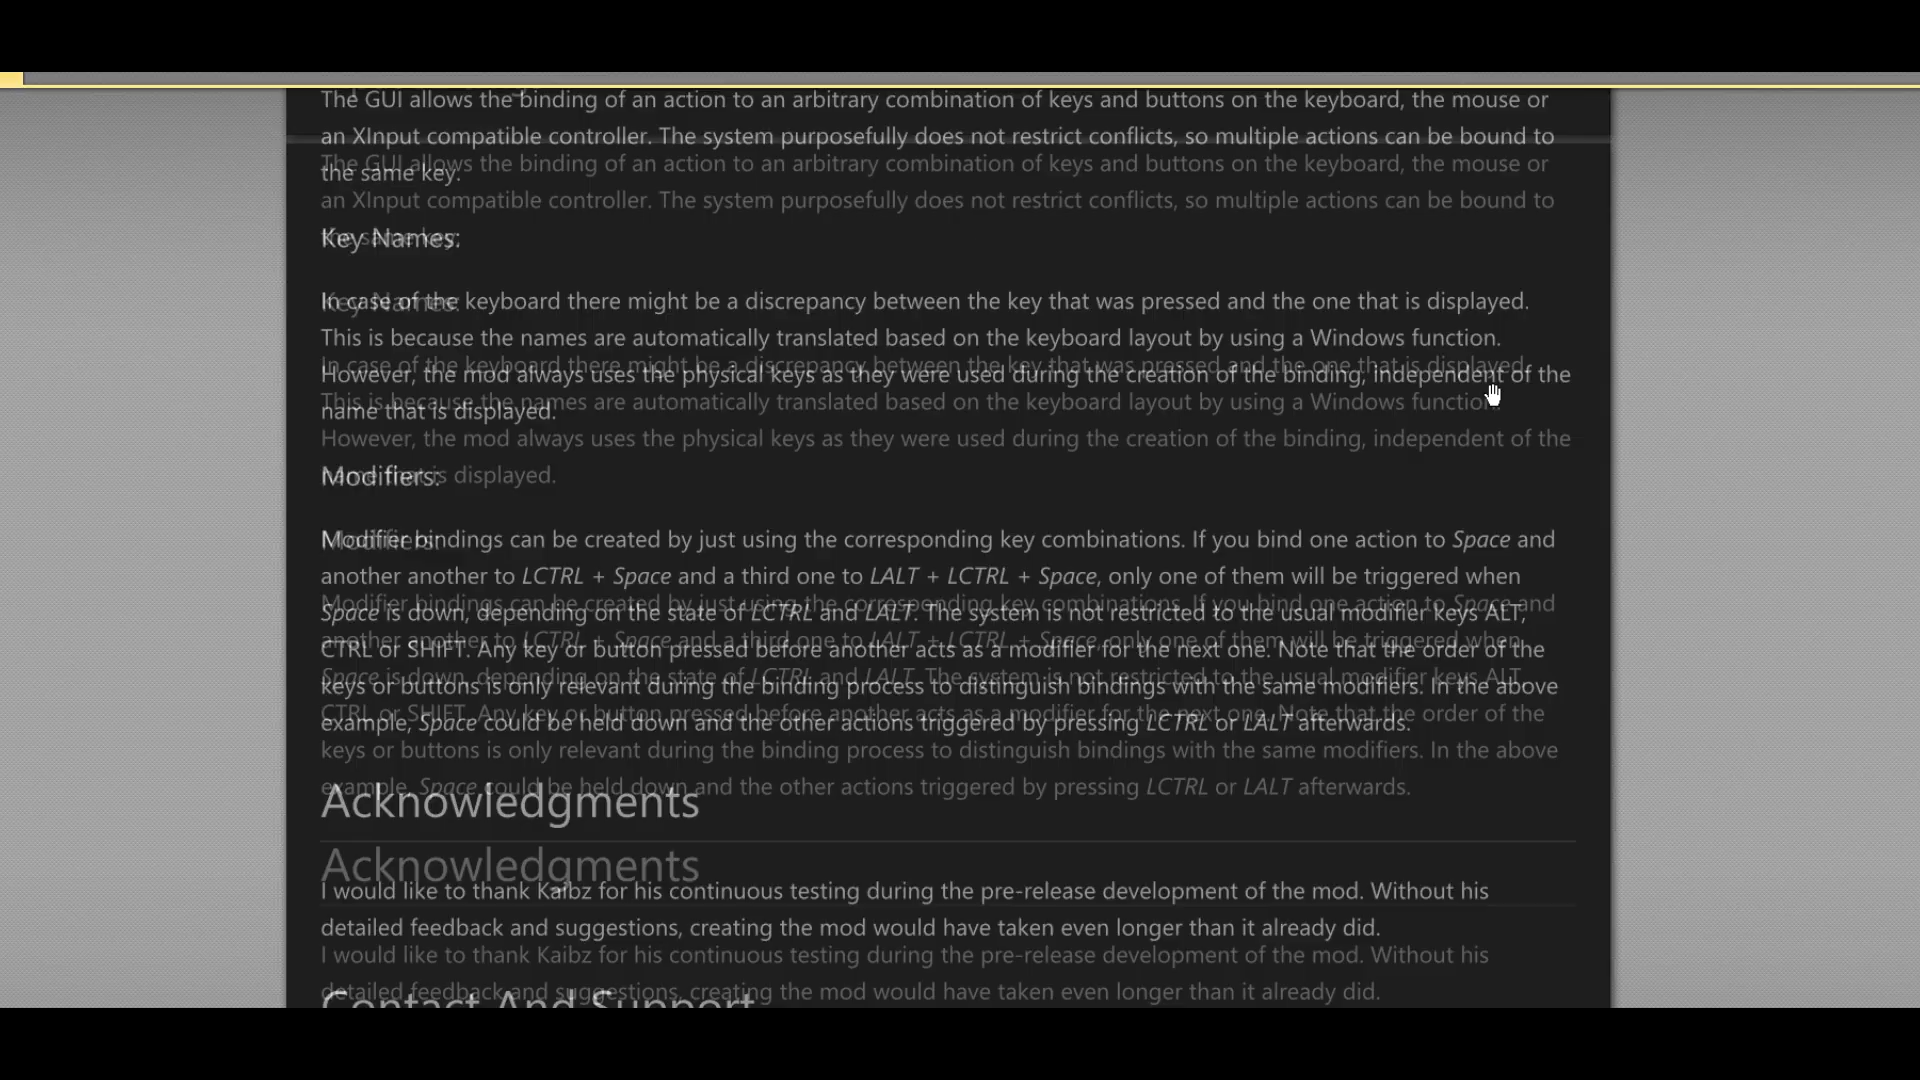 The GUI allows the binding of an action to an arbitrary combination of keys and buttons on the keyboard, the mouse or
an XInput compatible controller. The system purposefully does not restrict conflicts, so multiple actions can be bound to
the same key.
Key Names:
In case of the keyboard there might be a discrepancy between the key that was pressed and the one that is displayed.
This is because the names are automatically translated based on the keyboard layout by using a Windows function.
However, the mod always uses the physical keys as they were used during the creation of the binding, independent of the
name that is displayed.
Modifiers:
Modifier bindings can be created by just using the corresponding key combinations. If you bind one action to Space and
another another to LCTRL + Space and a third one to LALT + LCTRL + Space, only one of them will be triggered when
Space is down, depending on the state of LCTRL and LALT. The system is not restricted to the usual modifier keys ALT,
CTRL or SHIFT. Any key or button pressed before another acts as a modifier for the next one. Note that the order of the
keys or buttons is only relevant during the binding process to distinguish bindings with the same modifiers. In the above
example, Space could be held down and the other actions triggered by pressing LCTRL or LALT afterwards.
Acknowledgments
I would like to thank Kaibz for his continuous testing during the pre-release development of the mod. Without his
detailed feedback and suggestions, creating the mod would have taken even longer than it already did.
Contact And Support